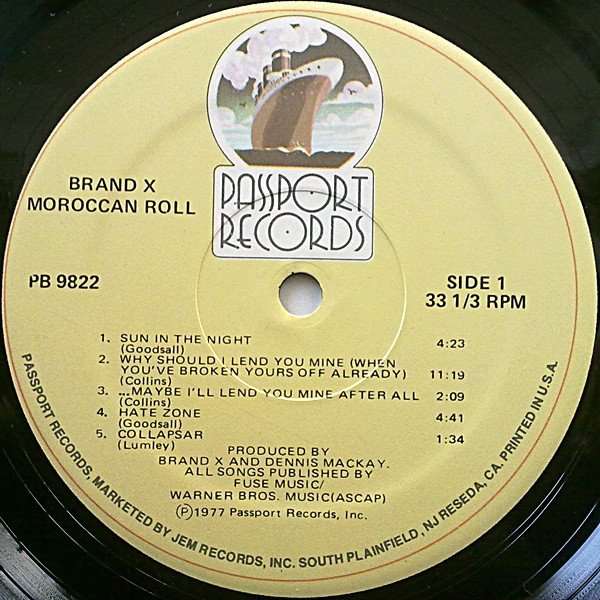 PASSPORT
RECORDS
BRAND X
MOROCCAN ROLL
PB 9822
SIDE 1
33 1/3 RPM
1. SUN IN THE NIGHT 4:23
(Goodsall)
2. WHY SHOULD I LEND YOU MINE (WHEN
YOU'VE BROKEN YOURS OFF ALREADY) 11:19
(Collins)
3. ...MAYBE I'LL LEND YOU MINE AFTER ALL 2:09
(Collins)
4. HATE ZONE 4:41
(Goodsall)
5. COLLAPSAR 1:34
(Lumley)
PRODUCED BY
BRAND X AND DENNIS MACKAY.
ALL SONGS PUBLISHED BY
FUSE MUSIC/
WARNER BROS. MUSIC(ASCAP)
Ⓟ1977 Passport Records, Inc.
PASSPORT RECORDS, MARKETED BY JEM RECORDS, INC. SOUTH PLAINFIELD, NJ RESEDA, CA. PRINTED IN U.S.A.